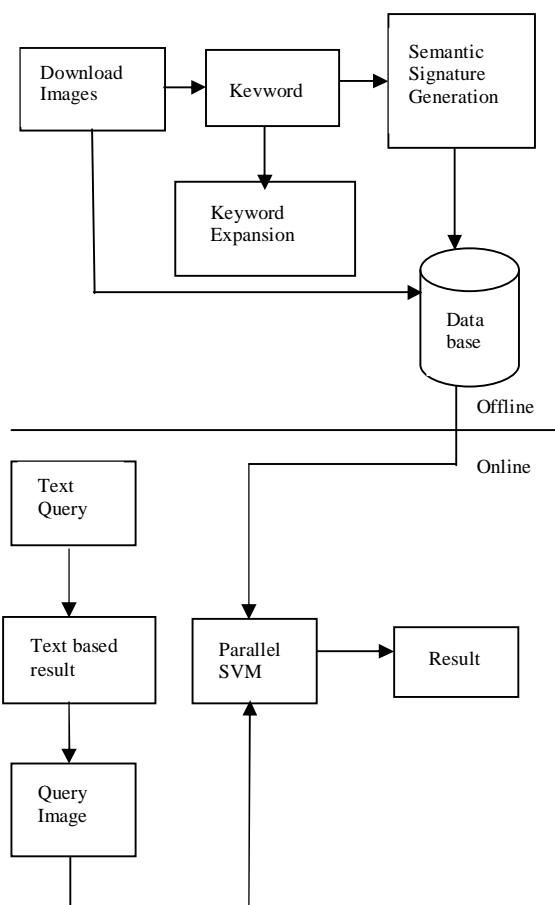 Download
Images
Kevword
Semantic
Signature
Generation
Keyword
Expansion
Data
base
Offline
Online
Text
Query
Text based
result
Parallel
SVM
Result
Query
Image